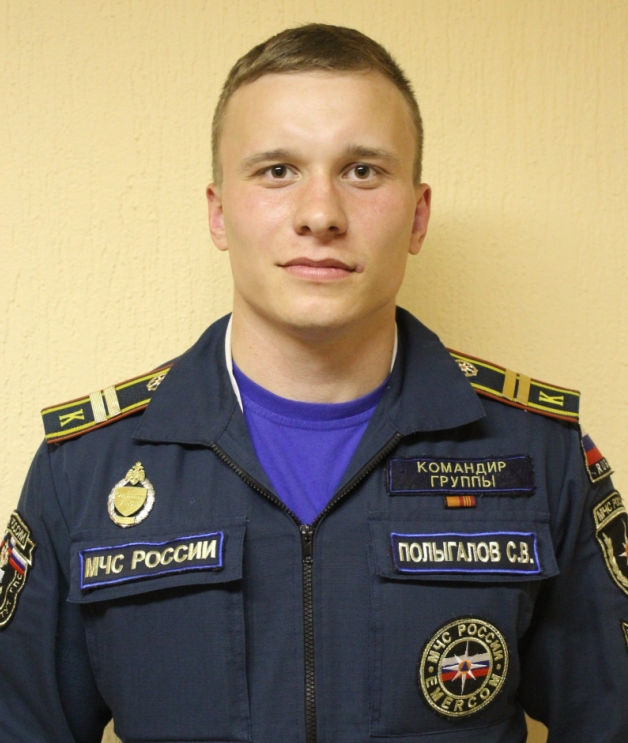 КОМАНДИР
ГРУППЫ
МЧС РОССИИ
ПОЛЫГАЛОВ С.В.
МЧС РОССИИ
EMERCOM
К
К